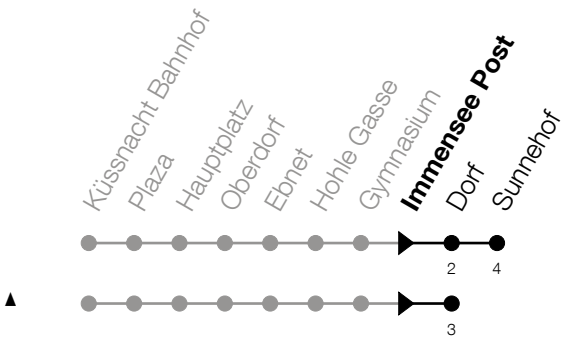 Küssnacht Bahnhof
Plaza
Hauptplatz
Oberdorf
Ebnet
Hohle Gasse
Gymnasium
Immensee Post
Dorf
Sunnehof
2 4
3